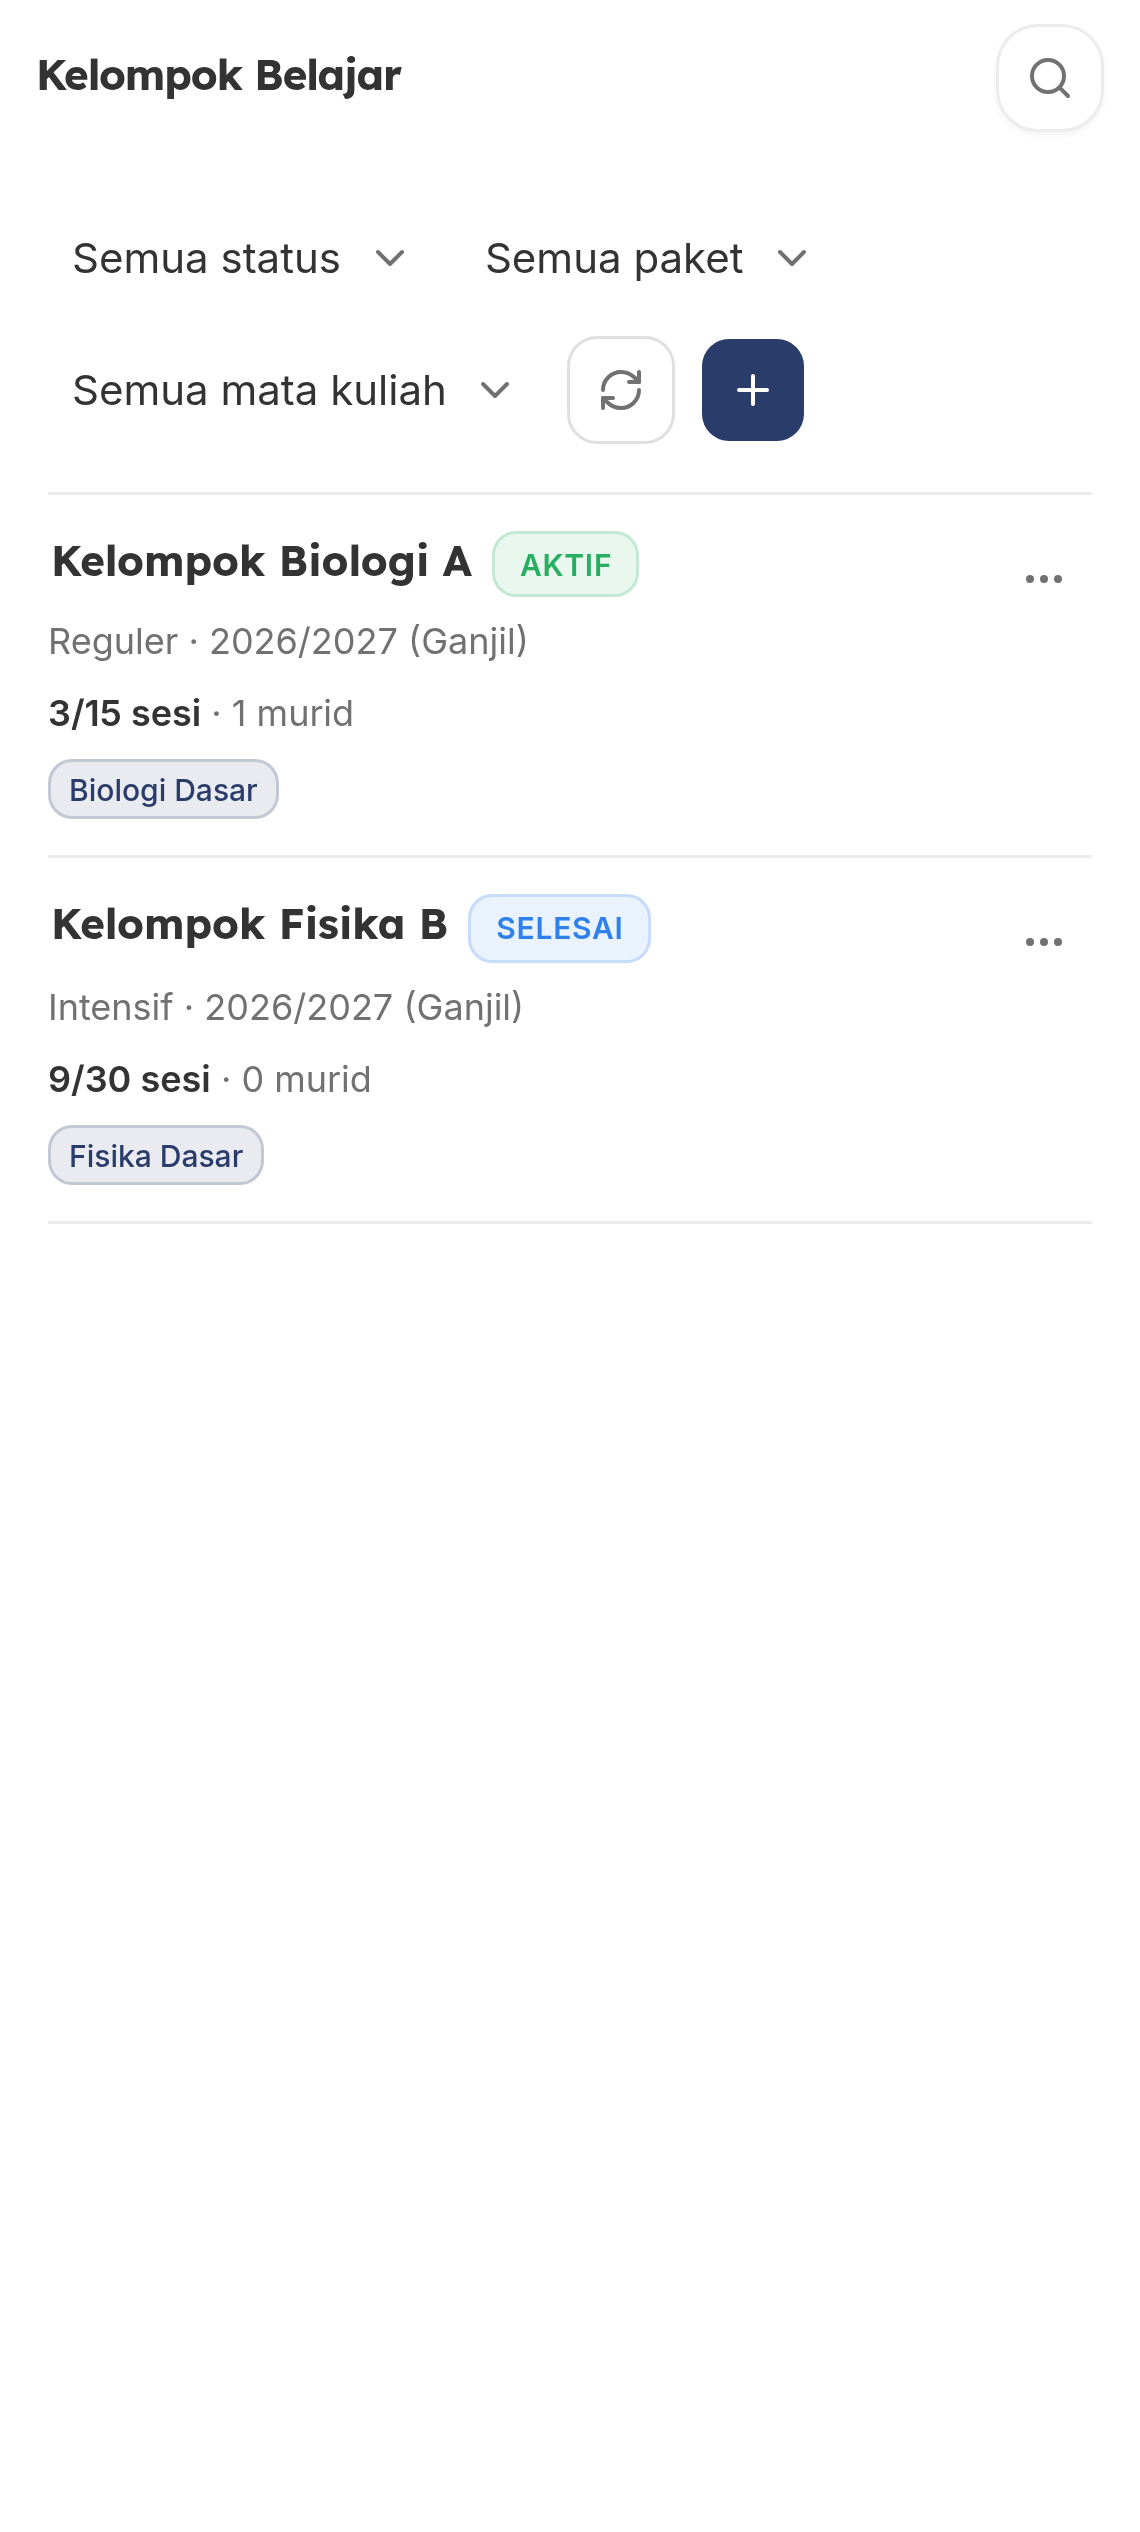 Kelompok Belajar
Semua status
Semua paket
Semua mata kuliah
Kelompok Biologi A AKTIF
Reguler · 2026/2027 (Ganjil)
3/15 sesi · 1 murid
Biologi Dasar
Kelompok Fisika B SELESAI
Intensif · 2026/2027 (Ganjil)
9/30 sesi · 0 murid
Fisika Dasar